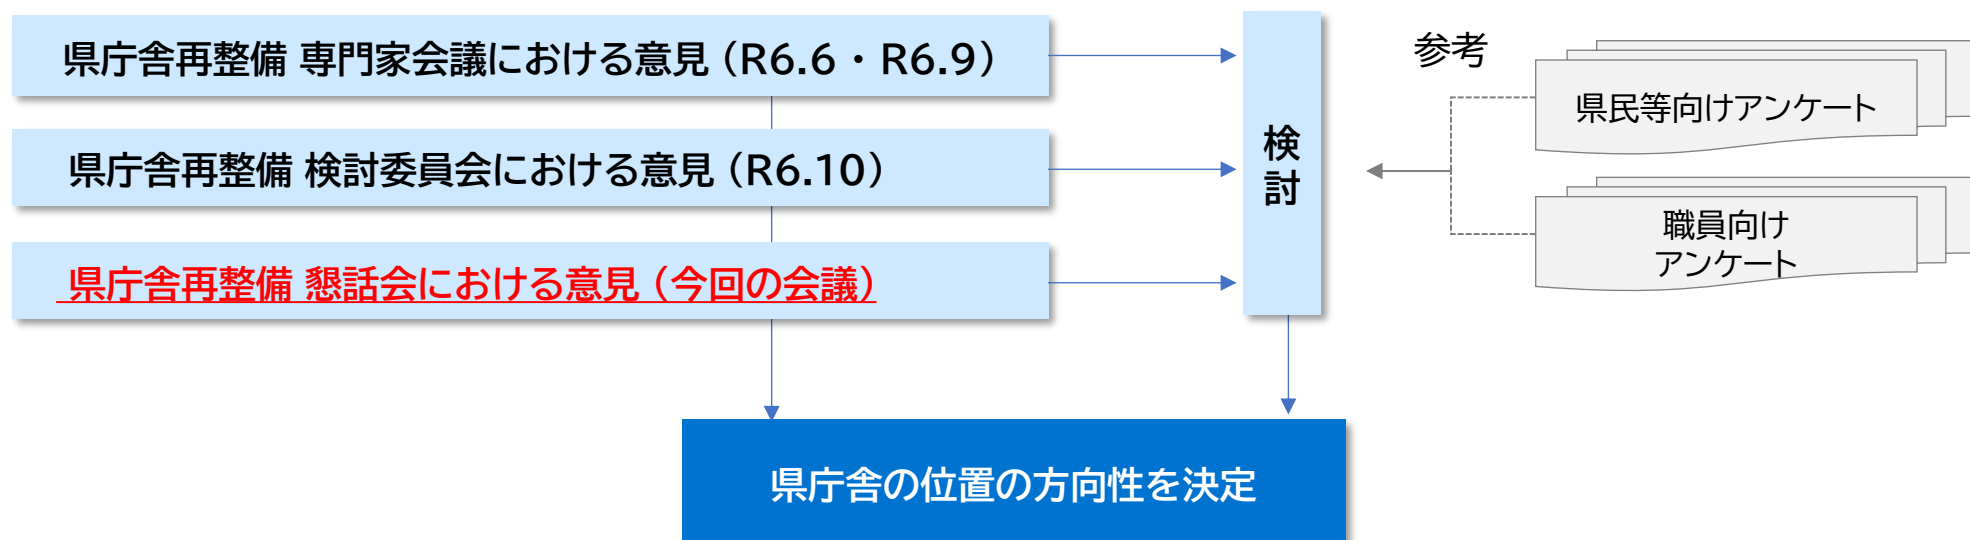 県庁舎再整備 専門家会議における意見（R6.6・R6.9）
県庁舎再整備 検討委員会における意見（R6.10）
県庁舎再整備 懇話会における意見（今回の会議）
検
討
参考
県民等向けアンケート
職員向け
アンケート
県庁舎の位置の方向性を決定